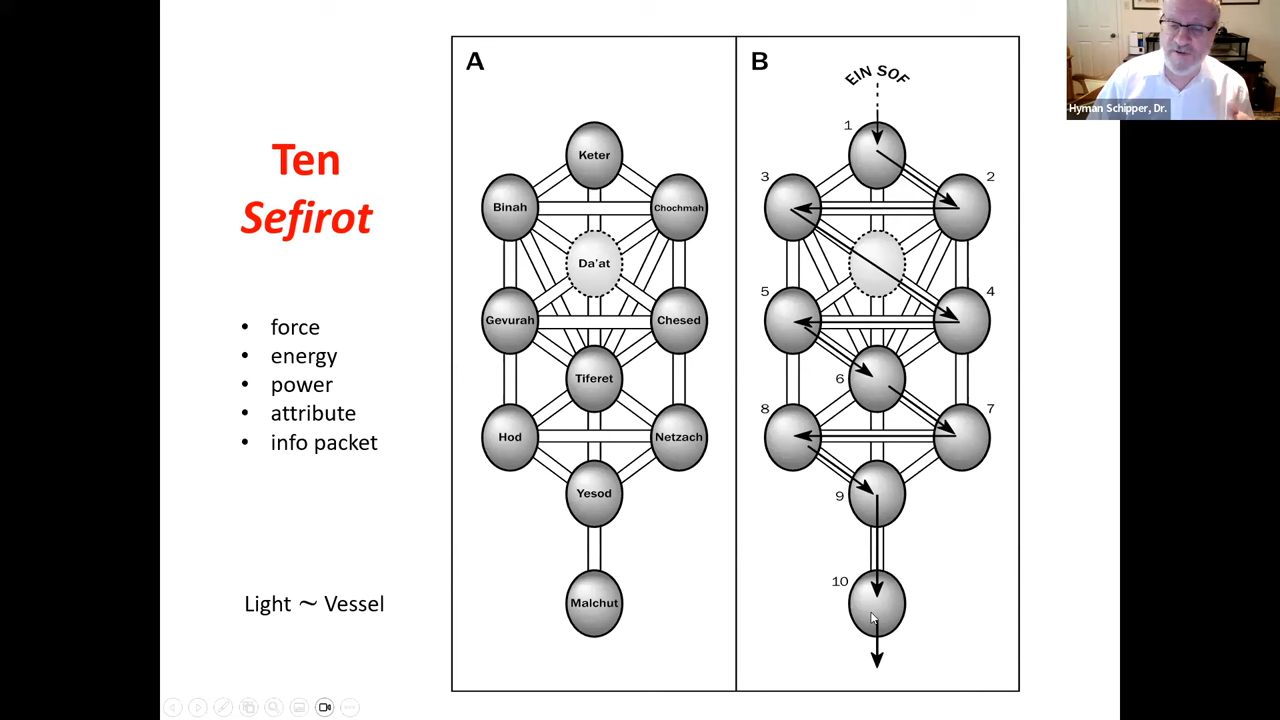 Ten
Sefirot
• force
• energy
• power
• attribute
• info packet
Light ~ Vessel
A
Keter
Binah
Chochmah
Da'at
Gevurah
Chesed
Tiferet
Hod
Netzach
Yesod
Malchut
B
EIN SOF
1
3
2
5
4
6
8
7
9
10
Hyman Schipper, Dr.